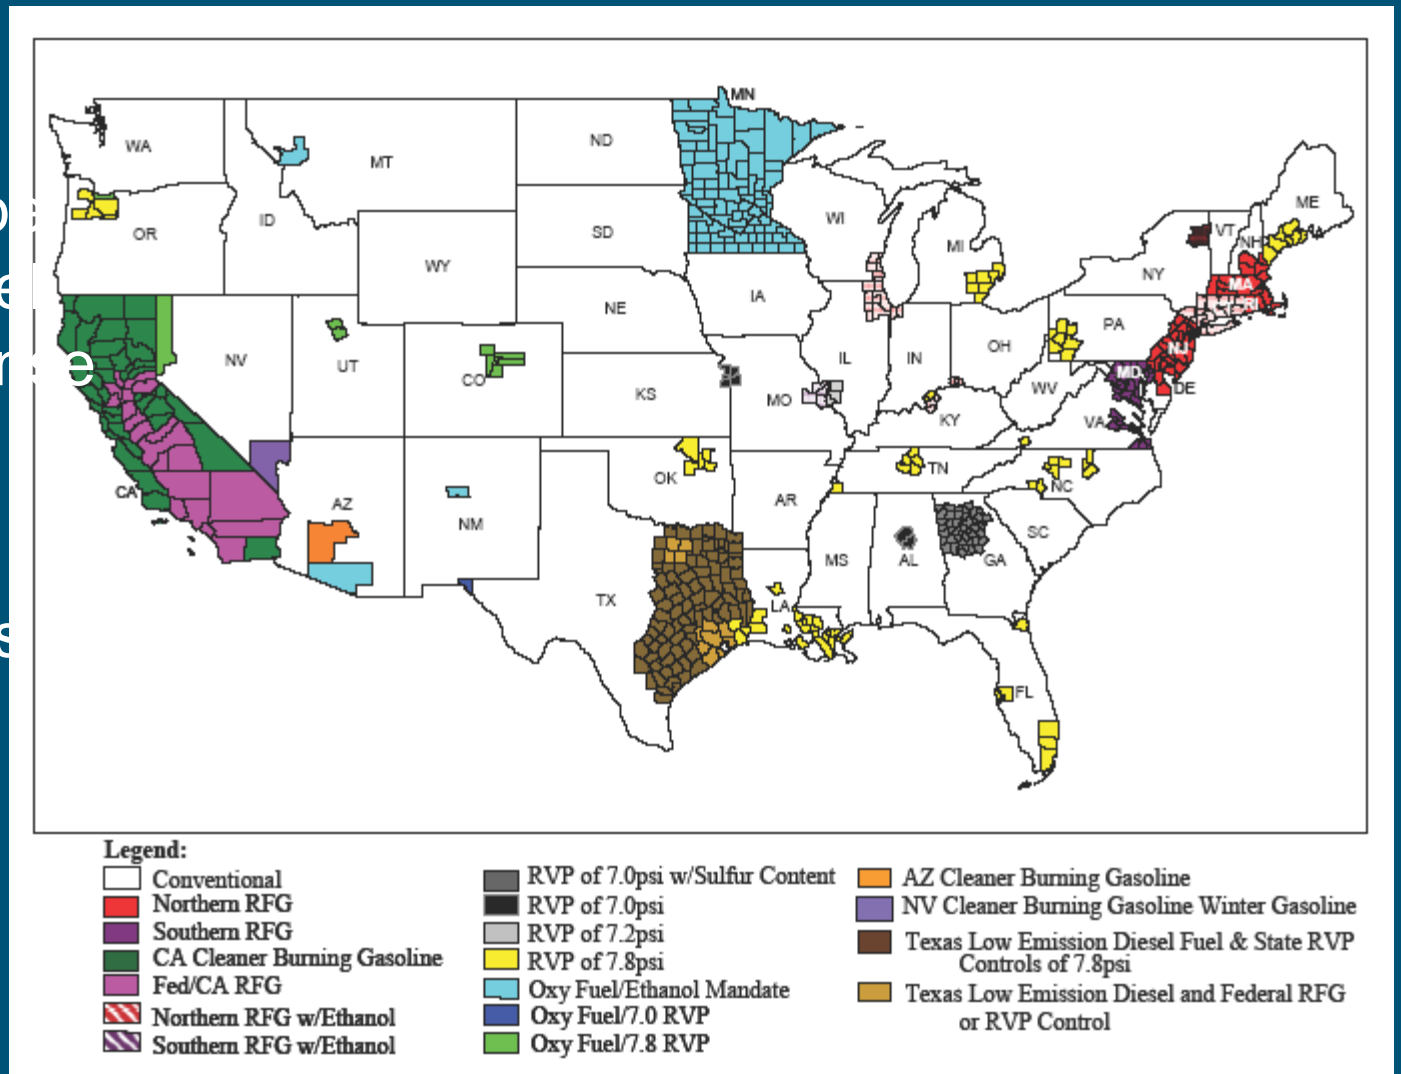 MN
WA
MT
ND
ME
ID
OR
SD
WI
MI
VT
NH
NY
WY
MA
IA
NE
RI
PA
NV
UT
CO
IL
IN
OH
NJ
MD
DE
KS
MO
WV
KY
VA
OK
TN
NC
CA
AZ
NM
AR
SC
MS
AL
GA
TX
LA
FL
Legend:
Conventional
Northern RFG
Southern RFG
CA Cleaner Burning Gasoline
Fed/CA RFG
Northern RFG w/Ethanol
Southern RFG w/Ethanol
RVP of 7.0psi w/Sulfur Content
RVP of 7.0psi
RVP of 7.2psi
RVP of 7.8psi
Oxy Fuel/Ethanol Mandate
Oxy Fuel/7.0 RVP
Oxy Fuel/7.8 RVP
AZ Cleaner Burning Gasoline
NV Cleaner Burning Gasoline Winter Gasoline
Texas Low Emission Diesel Fuel & State RVP
Controls of 7.8psi
Texas Low Emission Diesel and Federal RFG
or RVP Control